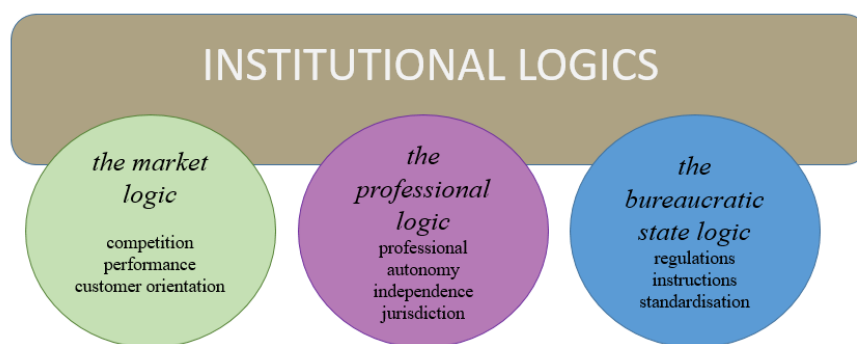 INSTITUTIONAL LOGICS
the market
logic
competition
performance
customer orientation
the
professional
logic
professional
autonomy
independence
jurisdiction
the
bureaucratic
state logic
regulations
instructions
standardisation